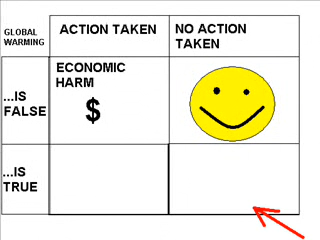 GLOBAL
WARMING
ACTION TAKEN
NO ACTION
TAKEN
...IS
FALSE
ECONOMIC
HARM
$
...IS
TRUE